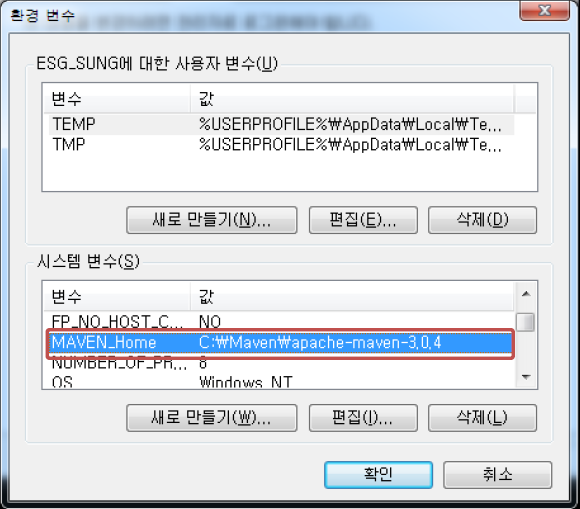 환경 변수
ESG_SUNG에 대한 사용자 변수(U)
변수 값
TEMP %USERPROFILE%₩AppData₩Local₩Te...
TMP %USERPROFILE%₩AppData₩Local₩Te...
새로 만들기(N)... 편집(E)... 삭제(D)
시스템 변수(S)
변수 값
FP_NO_HOST_C... NO
MAVEN_Home C:₩Maven₩apache-maven-3.0.4
NUMBER_OF_PR... 8
OS Windows_NT
새로 만들기(W)... 편집(I)... 삭제(L)
확인 취소